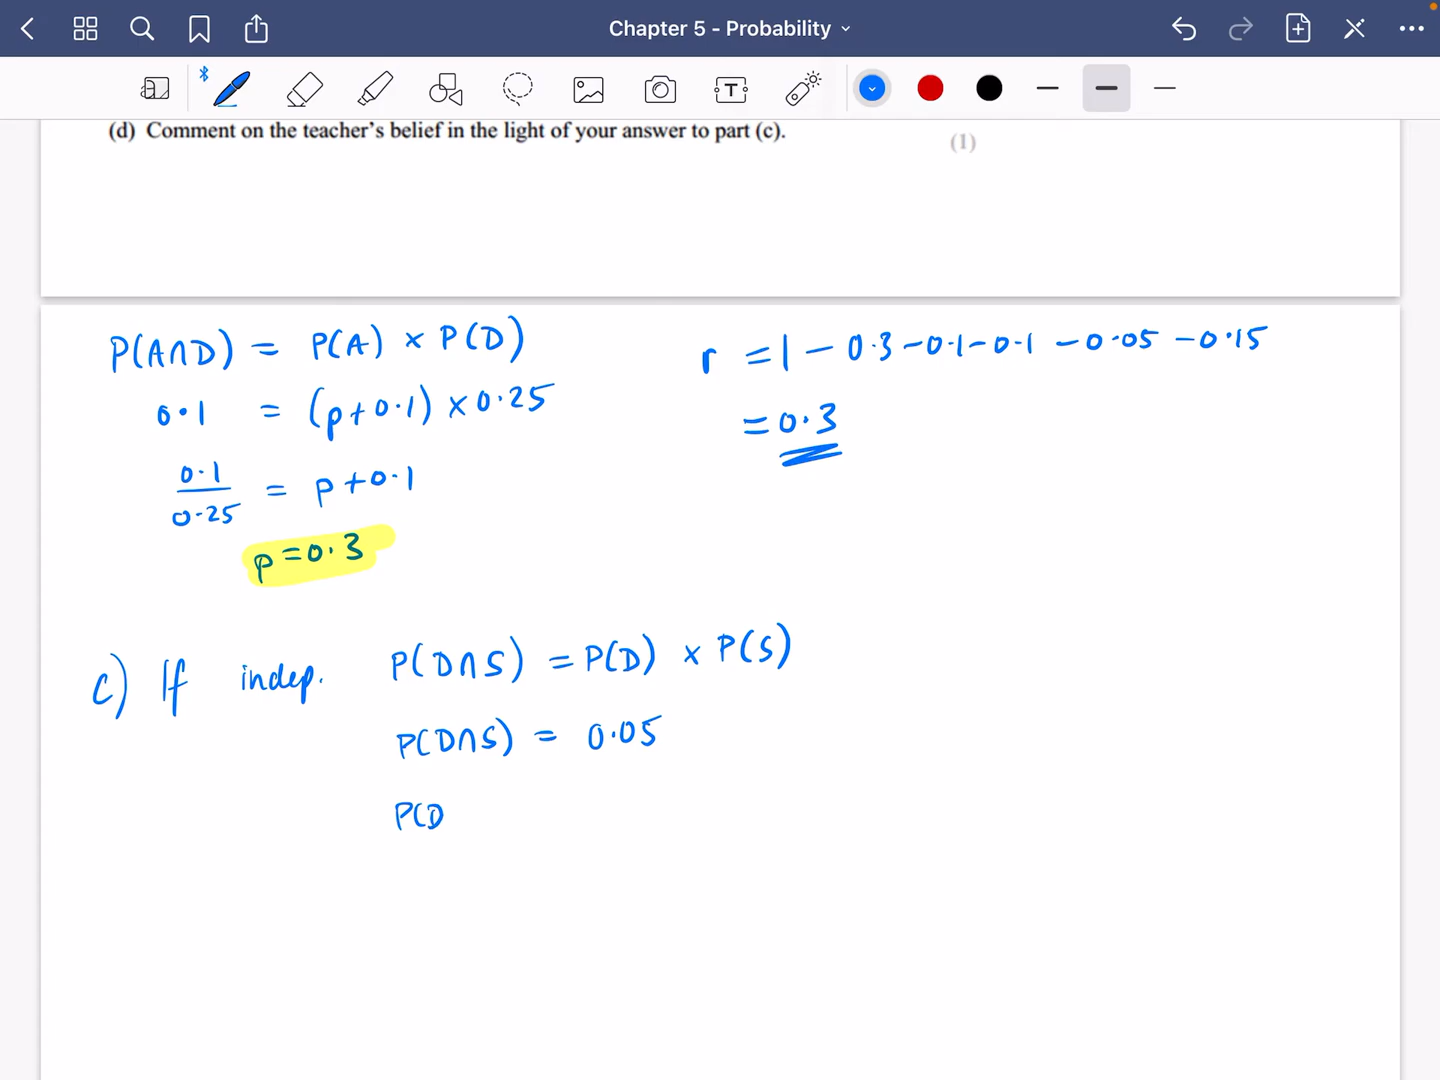 Chapter 5 - Probability
(d) Comment on the teacher's belief in the light of your answer to part (c).
(1)
P(A∩D) = P(A) × P(D)
0.1 = (p+0.1) × 0.25
0.1/0.25 = p+0.1
p=0.3
r = 1 - 0.3 - 0.1 - 0.1 - 0.05 - 0.15
= 0.3
c) If indep. P(D∩S) = P(D) × P(S)
P(D∩S) = 0.05
P(D